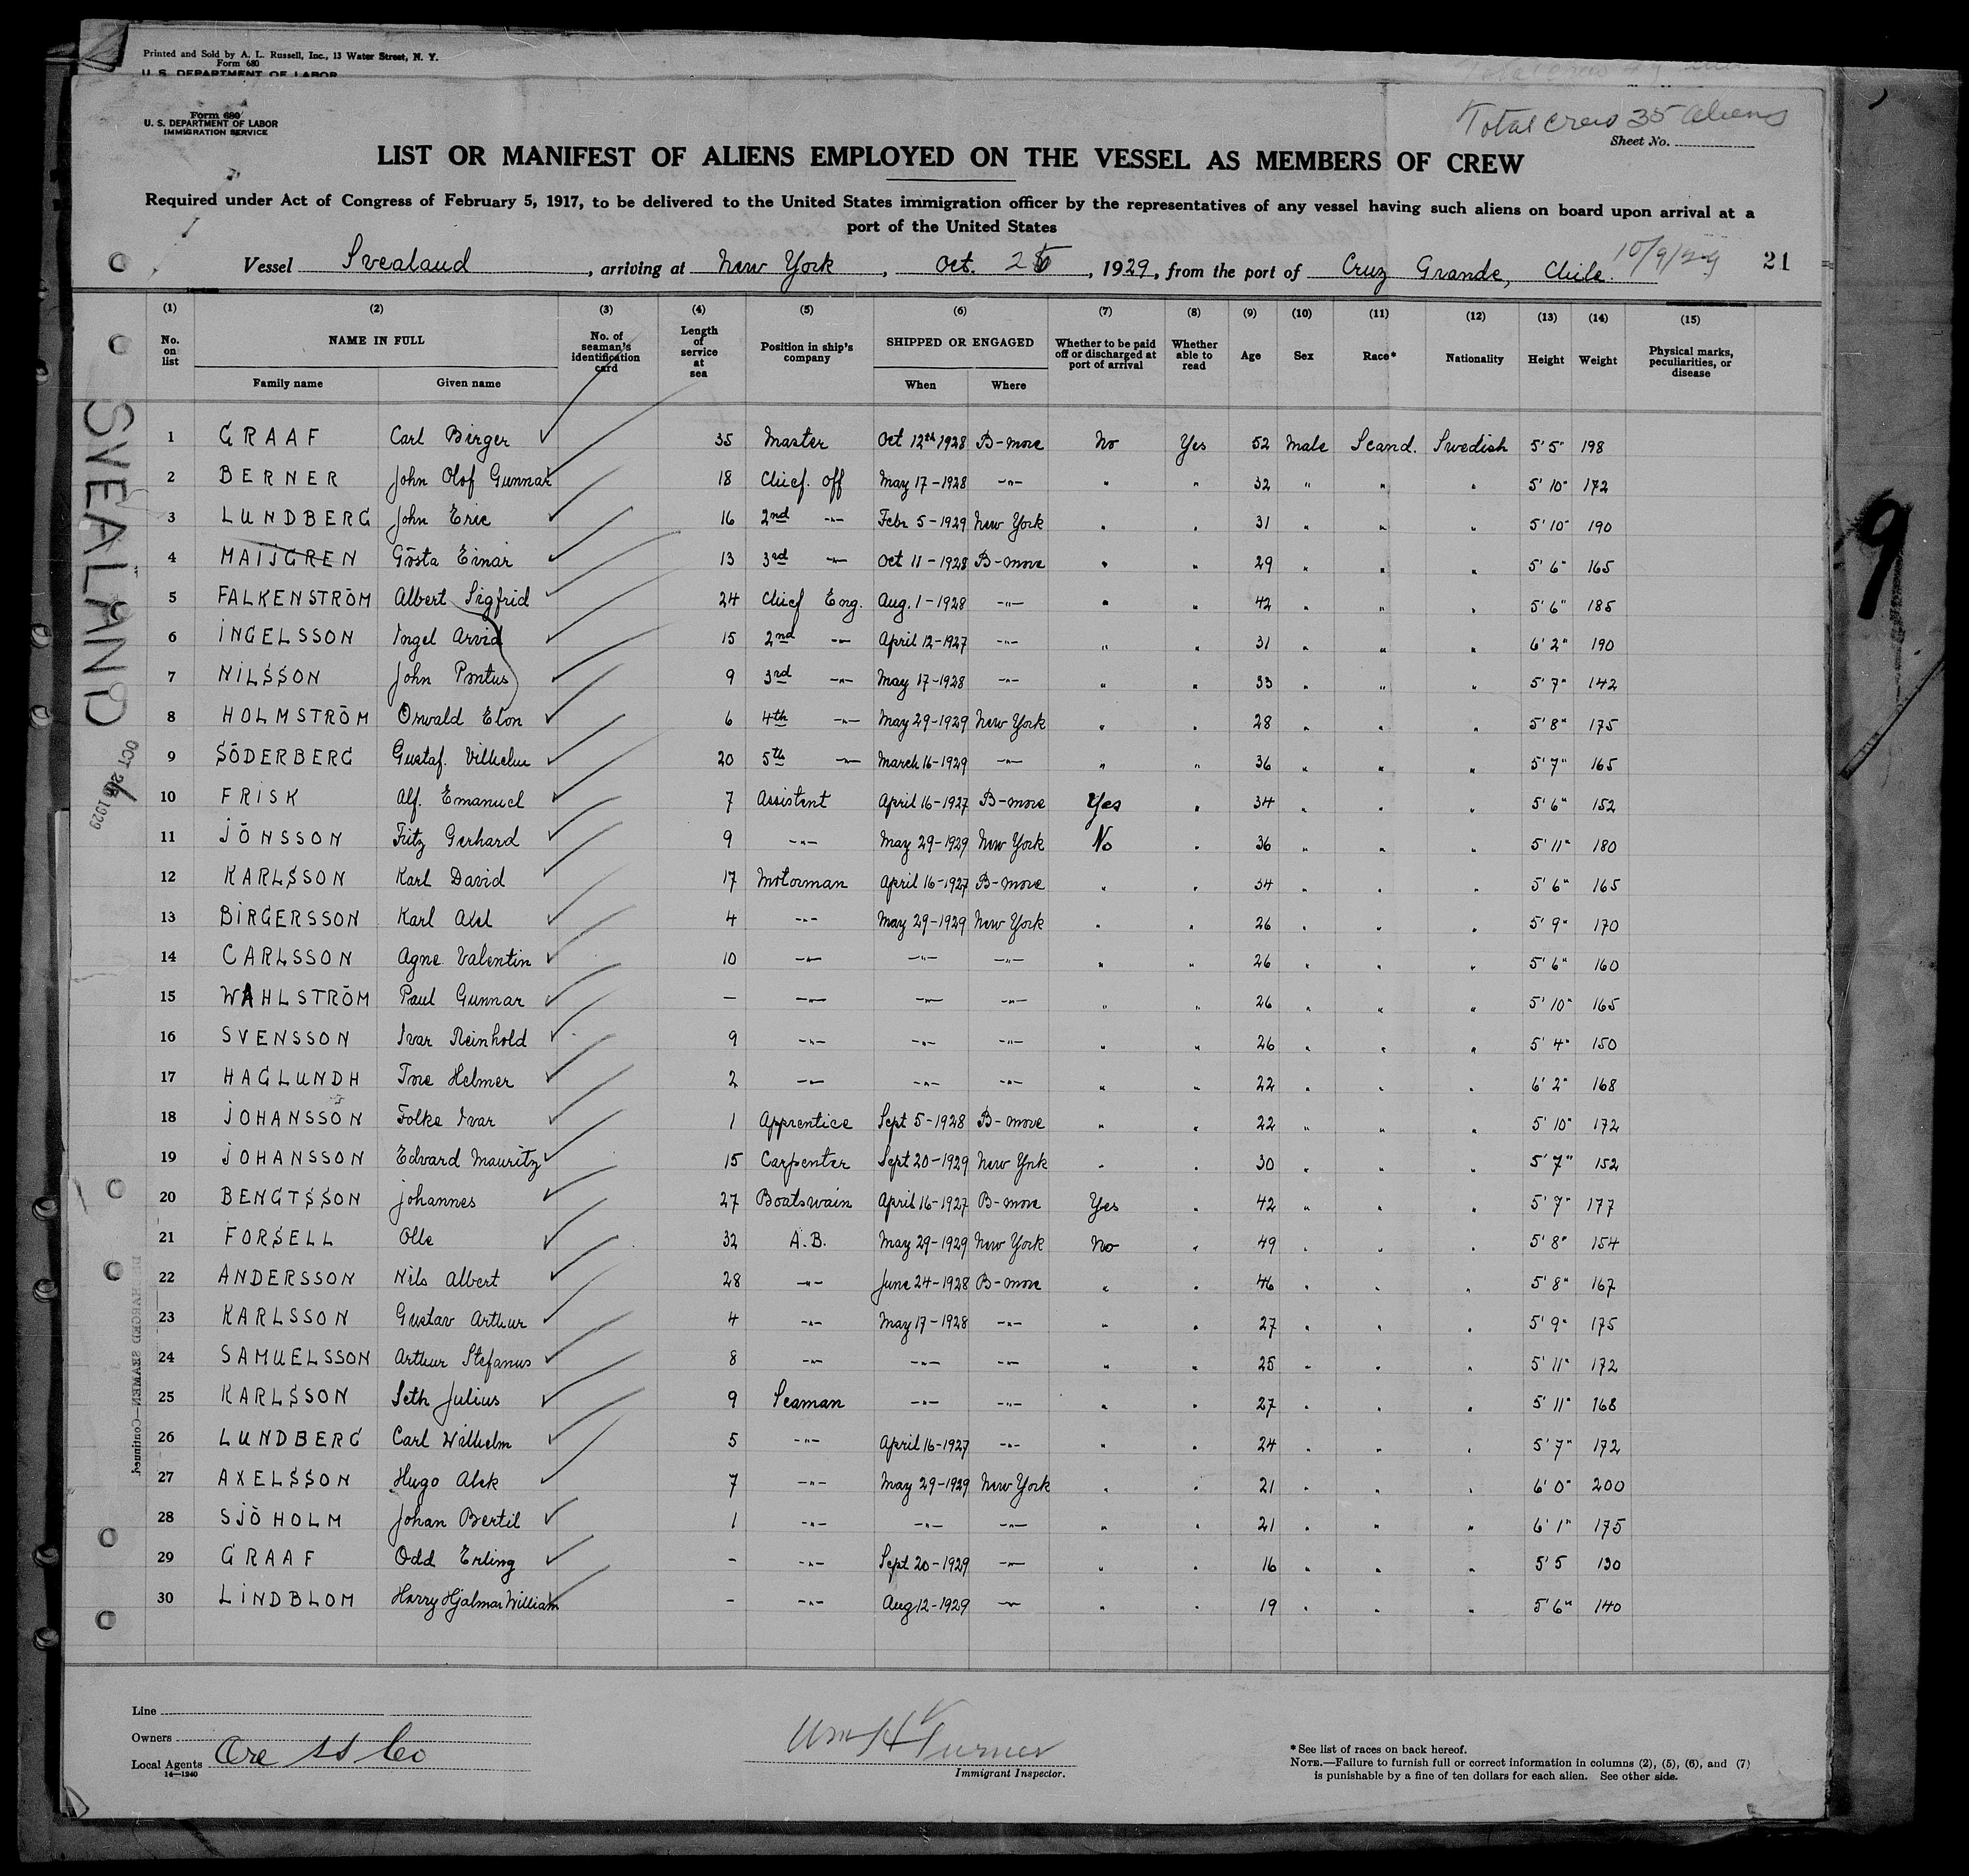 Printed and Sold by A. L. Russell, Inc., 13 Water Street, N. Y.
Form 680
U. S. DEPARTMENT OF LABOR
Form 680
U. S. DEPARTMENT OF LABOR
IMMIGRATION SERVICE
Total crew 35 aliens
Sheet No.
LIST OR MANIFEST OF ALIENS EMPLOYED ON THE VESSEL AS MEMBERS OF CREW
Required under Act of Congress of February 5, 1917, to be delivered to the United States immigration officer by the representatives of any vessel having such aliens on board upon arrival at a
port of the United States
Vessel Svealand, arriving at New York, Oct. 1929, from the port of Cruz Grande, Chile. 10/9/29 21
(1) (2) (3) (4) (5) (6) (7) (8) (9) (10) (11) (12) (13) (14) (15)
No. on list NAME IN FULL No. of seaman's identification card Length of service at sea Position in ship's company SHIPPED OR ENGAGED Whether to be paid off or discharged at port of arrival Whether able to read Age Sex Race* Nationality Height Weight Physical marks, peculiarities, or disease
Family name Given name When Where
1 GRAAF Carl Birger 35 Master Oct 12th 1928 B-more No Yes 52 Male Scand. Swedish 5' 5" 198
2 BERNER John Olof Gunnar 18 Chief. Off May 17-1928 -"- " " 32 " " " 5' 10" 172
3 LUNDBERG John Eric 16 2nd -"- Febr 5-1929 New York " " 31 " " " 5' 10" 190
4 MAIJGREN Gösta Einar 13 3rd -"- Oct 11-1928 B-more " " 29 " " " 5' 6" 165
5 FALKENSTRÖM Albert Sigfrid 24 Chief Eng. Aug. 1-1928 -"- " " 42 " " " 5' 6" 185
6 INGELSSON Ingel Arvid 15 2nd -"- April 12-1927 -"- " " 31 " " " 6' 2" 190
7 NILSSON John Pontus 9 3rd -"- May 17-1928 -"- " " 33 " " " 5' 7" 142
8 HOLMSTRÖM Oswald Elon 6 4th -"- May 29-1929 New York " " 28 " " " 5' 8" 175
9 SÖDERBERG Gustaf. Vilhelm 20 5th -"- March 16-1929 -"- " " 36 " " " 5' 7" 165
10 FRISK Alf. Emanuel 7 Assistent April 16-1927 B-more Yes " 34 " " " 5' 6" 152
11 JÖNSSON Fritz Gerhard 9 -"- May 29-1929 New York No " 36 " " " 5' 11" 180
12 KARLSSON Karl David 17 Motorman April 16-1927 B-more " " 34 " " " 5' 6" 165
13 BIRGERSSON Karl Axel 4 -"- May 29-1929 New York " " 26 " " " 5' 9" 170
14 CARLSSON Agne Valentin 10 -"- -"- -"- " " 26 " " " 5' 6" 160
15 WAHLSTRÖM Paul Gunnar — -"- -"- -"- " " 26 " " " 5' 10" 165
16 SVENSSON Ivar Reinhold 9 -"- -"- -"- " " 26 " " " 5' 4" 150
17 HAGLUNDH Tore Helmer 2 -"- -"- -"- " " 22 " " " 6' 2" 168
18 JOHANSSON Folke Ivar 1 Apprentice Sept 5-1928 B-more " " 22 " " " 5' 10" 172
19 JOHANSSON Edvard Mauritz 15 Carpenter Sept 20-1929 New York " " 30 " " " 5' 7" 152
20 BENGTSSON Johannes 27 Boatswain April 16-1927 B-more Yes " 42 " " " 5' 7" 177
21 FORSELL Olle 32 A.B. May 29-1929 New York No " 49 " " " 5' 8" 154
22 ANDERSSON Nils Albert 28 -"- June 24-1928 B-more " " 46 " " " 5' 8" 167
23 KARLSSON Gustav Arthur 4 -"- May 17-1928 -"- " " 27 " " " 5' 9" 175
24 SAMUELSSON Arthur Stefanus 8 -"- -"- -"- " " 25 " " " 5' 11" 172
25 KARLSSON Seth Julius 9 Seaman -"- -"- " " 27 " " " 5' 11" 168
26 LUNDBERG Carl Wilhelm 5 -"- April 16-1927 -"- " " 24 " " " 5' 7" 172
27 AXELSSON Hugo Alek 7 -"- May 29-1929 New York " " 21 " " " 6' 0" 200
28 SJÖHOLM Johan Bertil 1 -"- -"- -"- " " 21 " " " 6' 1" 175
29 GRAAF Odd Erling - -"- Sept 20-1929 -"- " " 16 " " " 5' 5 130
30 LINDBLOM Harry Hjalmar William - -"- Aug 12-1929 -"- " " 19 " " " 5' 6" 140
SVEALAND
9
Line
Owners
Local Agents Ore SS Co
14—1240
Wm H Turner
Immigrant Inspector.
*See list of races on back hereof.
NOTE.—Failure to furnish full or correct information in columns (2), (5), (6), and (7)
is punishable by a fine of ten dollars for each alien. See other side.